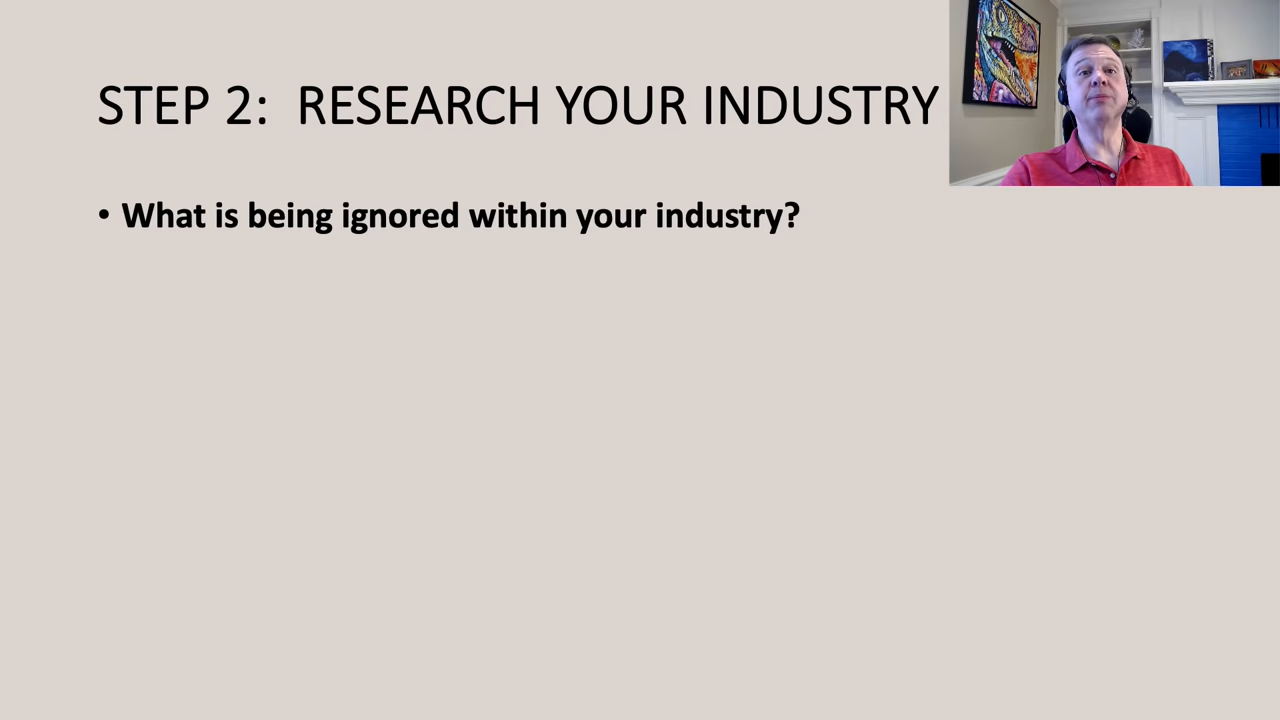 STEP 2: RESEARCH YOUR INDUSTRY
• What is being ignored within your industry?